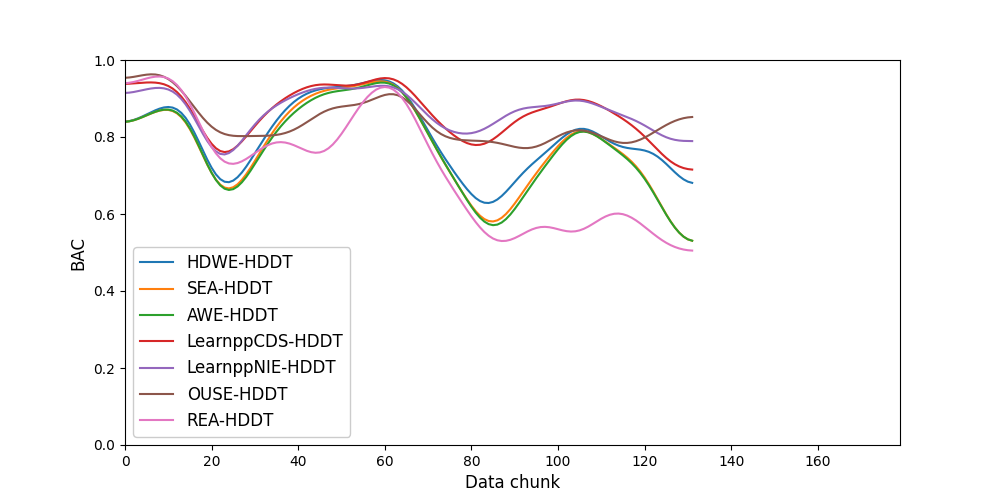 1.0
0.8
0.6
0.4
0.2
0.0
BAC
HDWE-HDDT
SEA-HDDT
AWE-HDDT
LearnppCDS-HDDT
LearnppNIE-HDDT
OUSE-HDDT
REA-HDDT
0 20 40 60 80 100 120 140 160
Data chunk